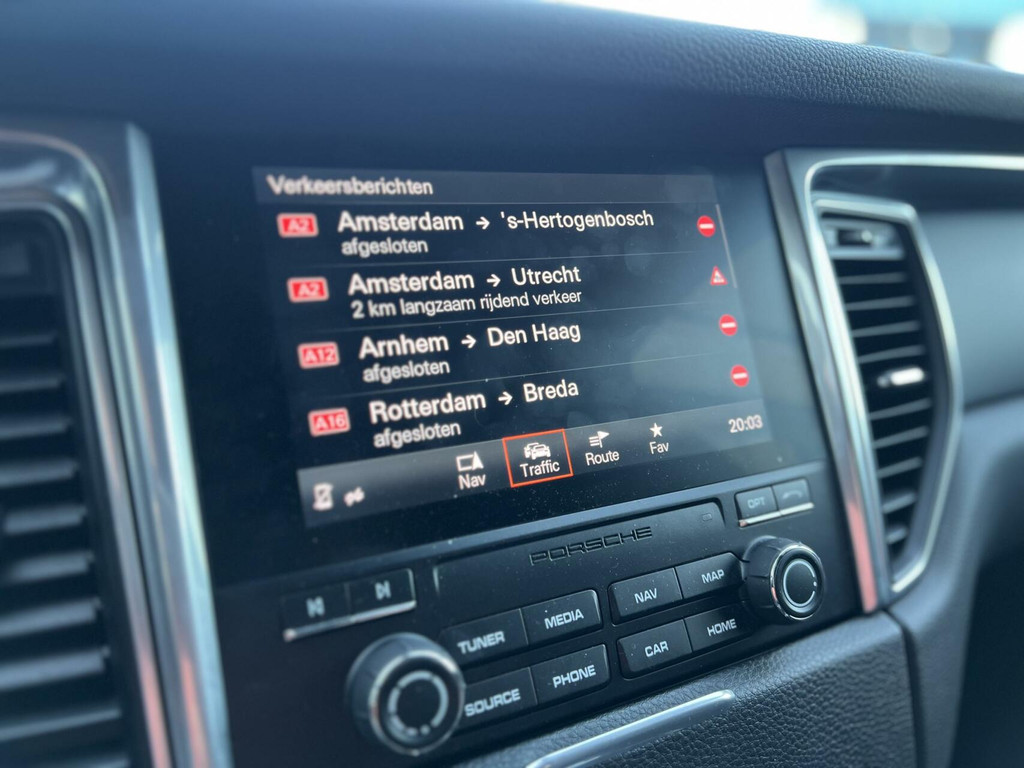 Verkeersberichten
A2 Amsterdam → 's-Hertogenbosch
afgesloten
A2 Amsterdam → Utrecht
2 km langzaam rijdend verkeer
A12 Arnhem → Den Haag
afgesloten
A16 Rotterdam → Breda
afgesloten
Nav Traffic Route Fav 20:03
PORSCHE
OPT
TUNER MEDIA NAV MAP
SOURCE PHONE CAR HOME